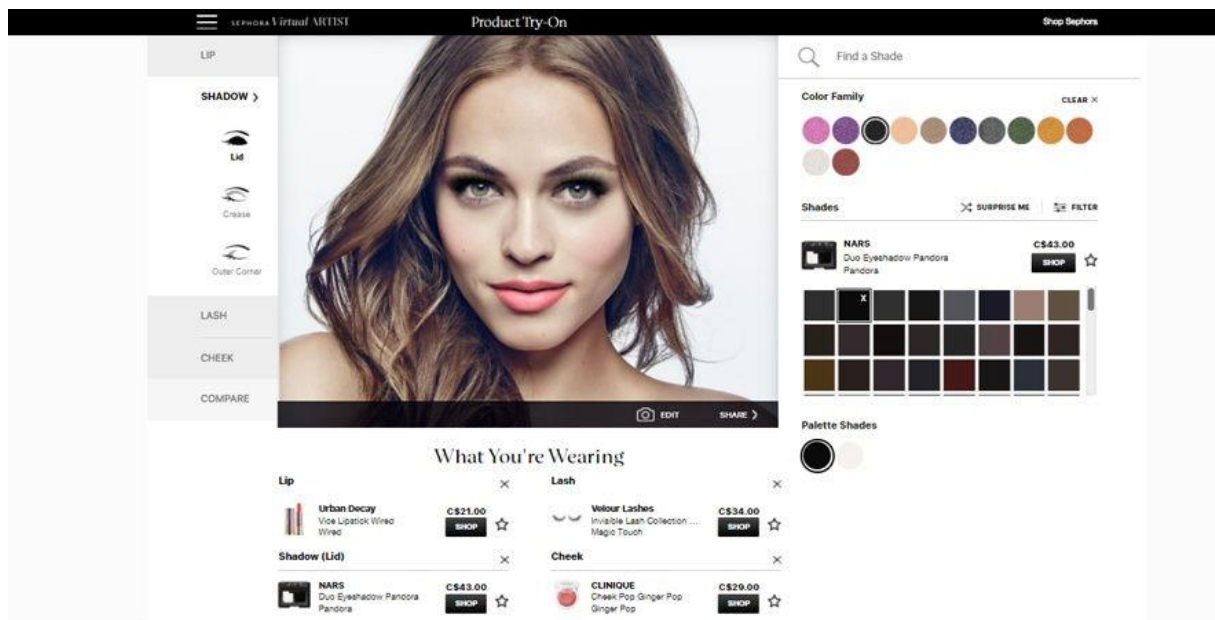 SEPHORA Virtual ARTIST
Product Try-On
Shop Sephora
LIP
SHADOW >
Lid
Crease
Outer Corner
LASH
CHEEK
COMPARE
EDIT
SHARE >
Find a Shade
Color Family
CLEAR ×
Shades
SURPRISE ME
FILTER
NARS
C$43.00
Duo Eyeshadow Pandora
SHOP
Pandora
X
Palette Shades
What You're Wearing
Lip ×
Urban Decay
C$21.00
Vice Lipstick Wired
SHOP
Wired
Lash ×
Velour Lashes
C$34.00
Invisible Lash Collection ...
SHOP
Magic Touch
Shadow (Lid) ×
NARS
C$43.00
Duo Eyeshadow Pandora
SHOP
Pandora
Cheek ×
CLINIQUE
C$29.00
Cheek Pop Ginger Pop
SHOP
Ginger Pop